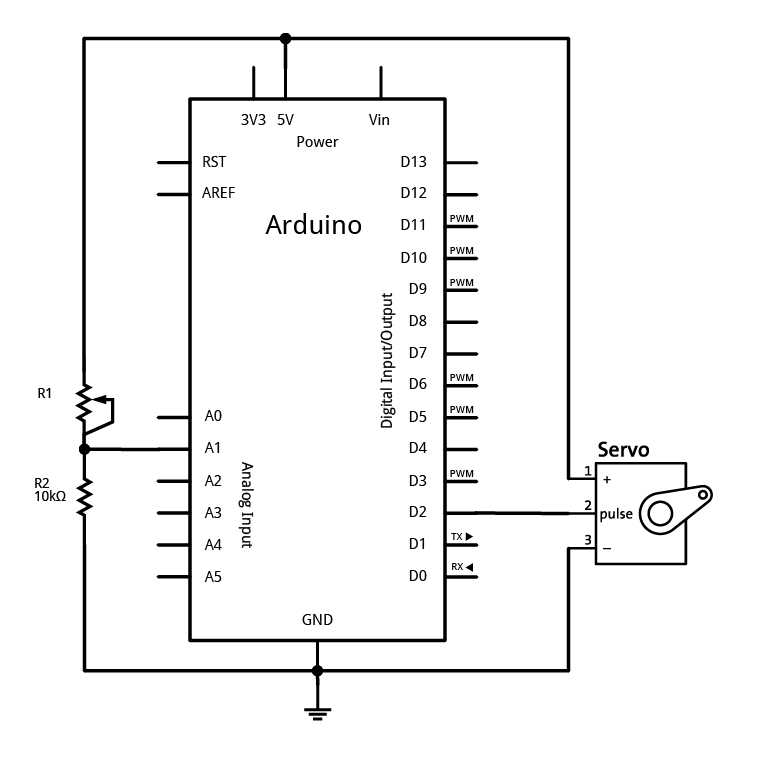 3V3 5V Vin
Power
RST D13
AREF D12
Arduino
D11 PWM
D10 PWM
D9 PWM
D8
D7
Digital Input/Output
D6 PWM
R1
A0 D5 PWM
A1 D4
Servo
R2
10kΩ
A2 D3 PWM
Analog Input
1 +
A3 D2
2 pulse
3 −
A4 D1 TX
A5 D0 RX
GND